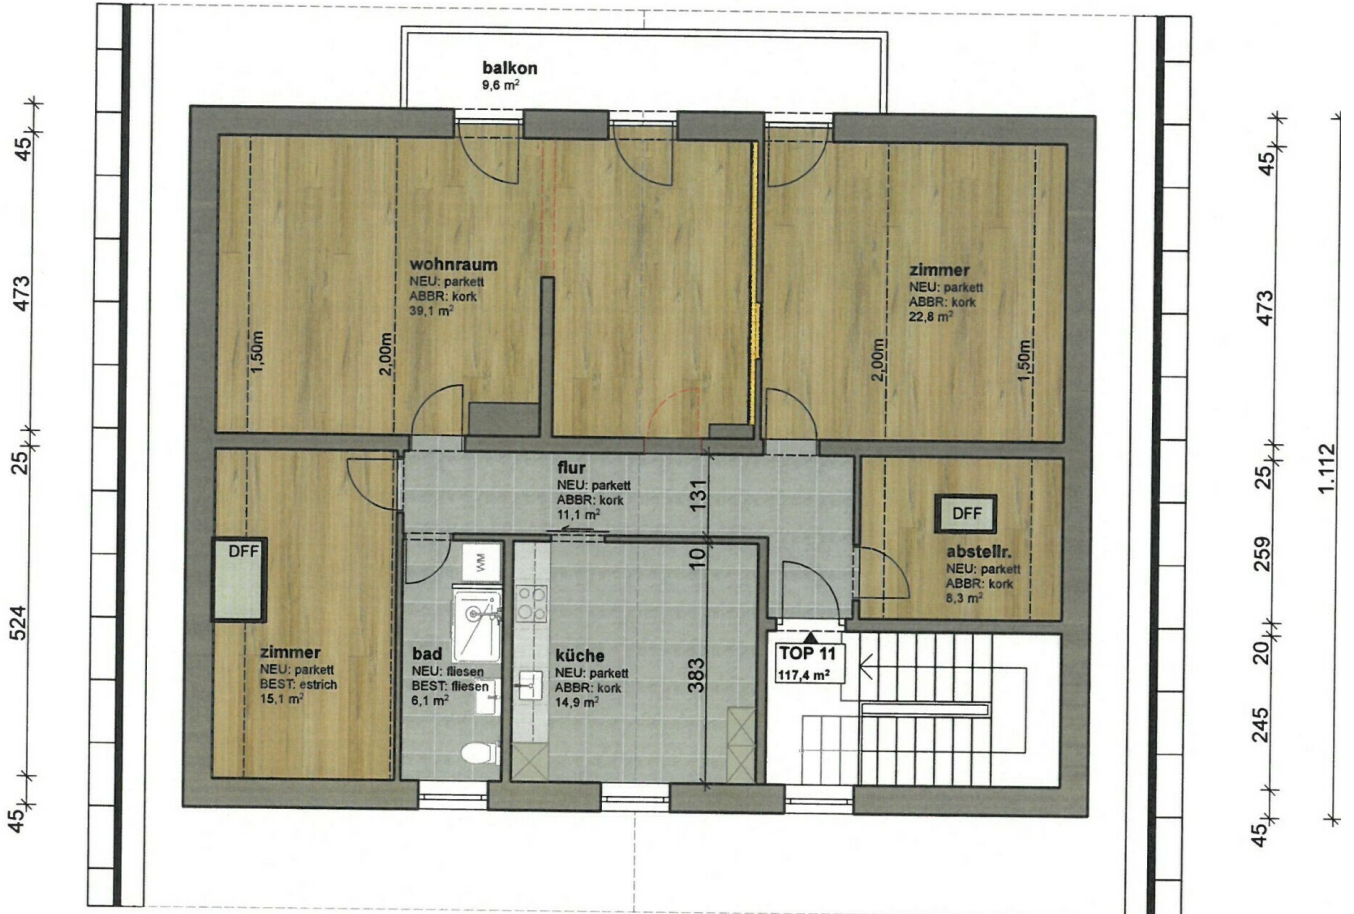 balkon
9,6 m²
wohnraum
NEU: parkett
ABBR: kork
39,1 m²
1,50m
2,00m
zimmer
NEU: parkett
ABBR: kork
22,8 m²
2,00m
1,50m
flur
NEU: parkett
ABBR: kork
11,1 m²
131
10
383
DFF
abstellr.
NEU: parkett
ABBR: kork
8,3 m²
DFF
zimmer
NEU: parkett
BEST: estrich
15,1 m²
WM
bad
NEU: fliesen
BEST: fliesen
6,1 m²
küche
NEU: parkett
ABBR: kork
14,9 m²
TOP 11
117,4 m²
45
473
25
524
45
45
473
25
259
20
245
45
1.112